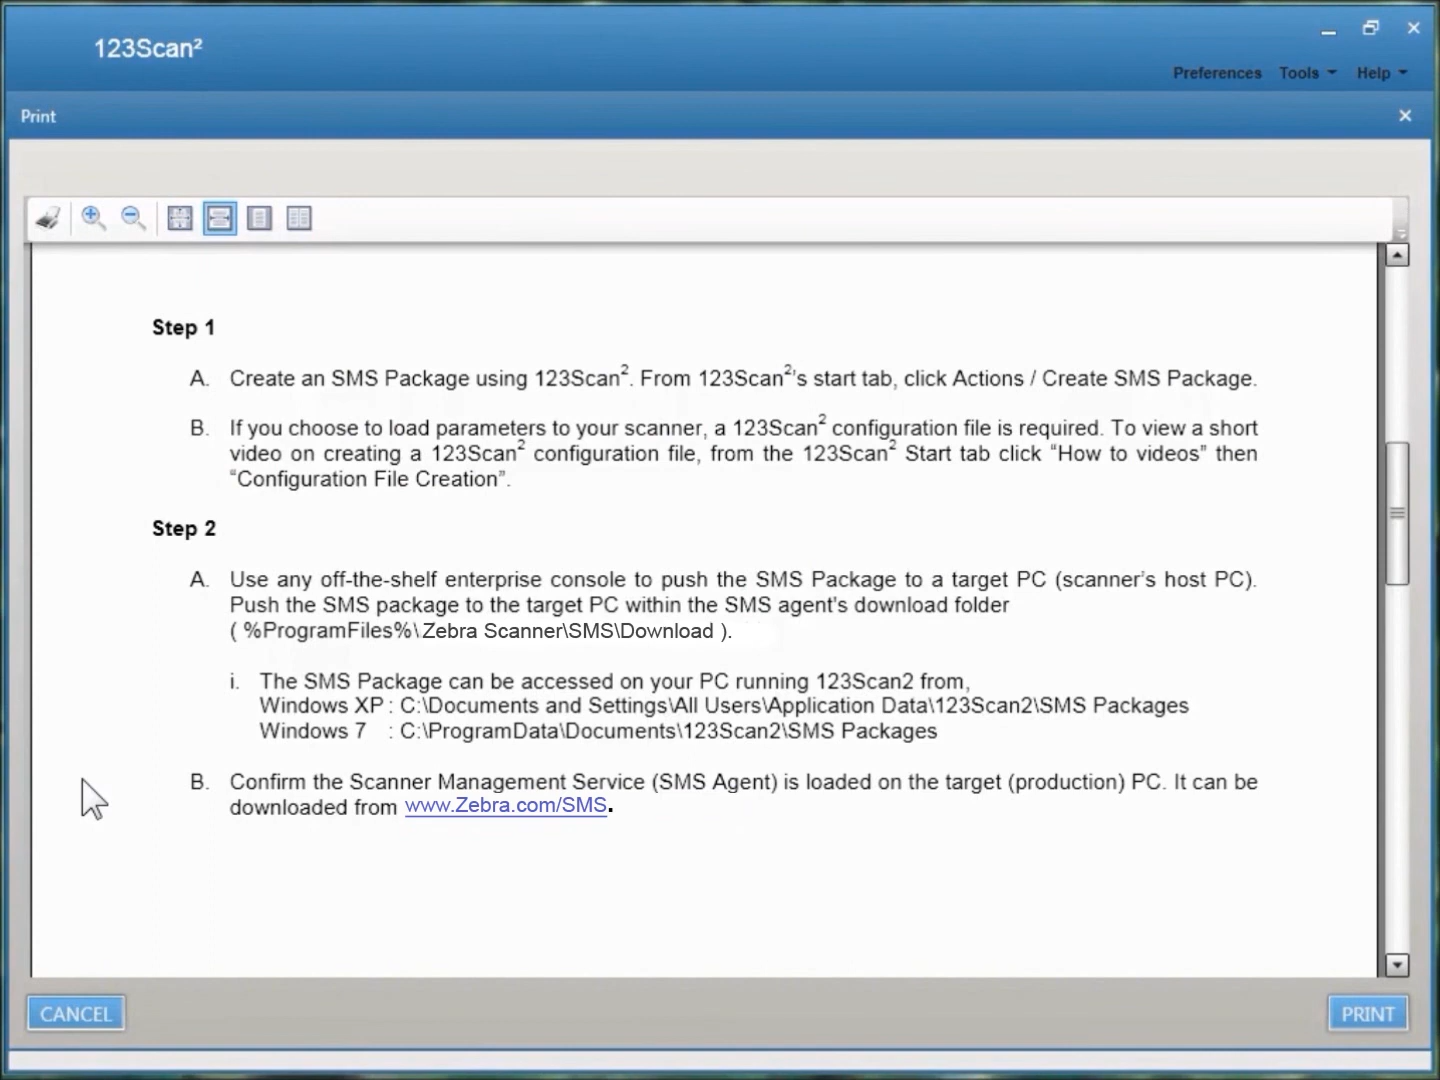 123Scan²
Preferences Tools Help
Print
Step 1
A. Create an SMS Package using 123Scan². From 123Scan²'s start tab, click Actions / Create SMS Package.
B. If you choose to load parameters to your scanner, a 123Scan² configuration file is required. To view a short
video on creating a 123Scan² configuration file, from the 123Scan² Start tab click “How to videos” then
“Configuration File Creation”.
Step 2
A. Use any off-the-shelf enterprise console to push the SMS Package to a target PC (scanner's host PC).
Push the SMS package to the target PC within the SMS agent's download folder
( %ProgramFiles%\Zebra Scanner\SMS\Download ).
i. The SMS Package can be accessed on your PC running 123Scan2 from,
Windows XP : C:\Documents and Settings\All Users\Application Data\123Scan2\SMS Packages
Windows 7 : C:\ProgramData\Documents\123Scan2\SMS Packages
B. Confirm the Scanner Management Service (SMS Agent) is loaded on the target (production) PC. It can be
downloaded from www.Zebra.com/SMS.
CANCEL
PRINT